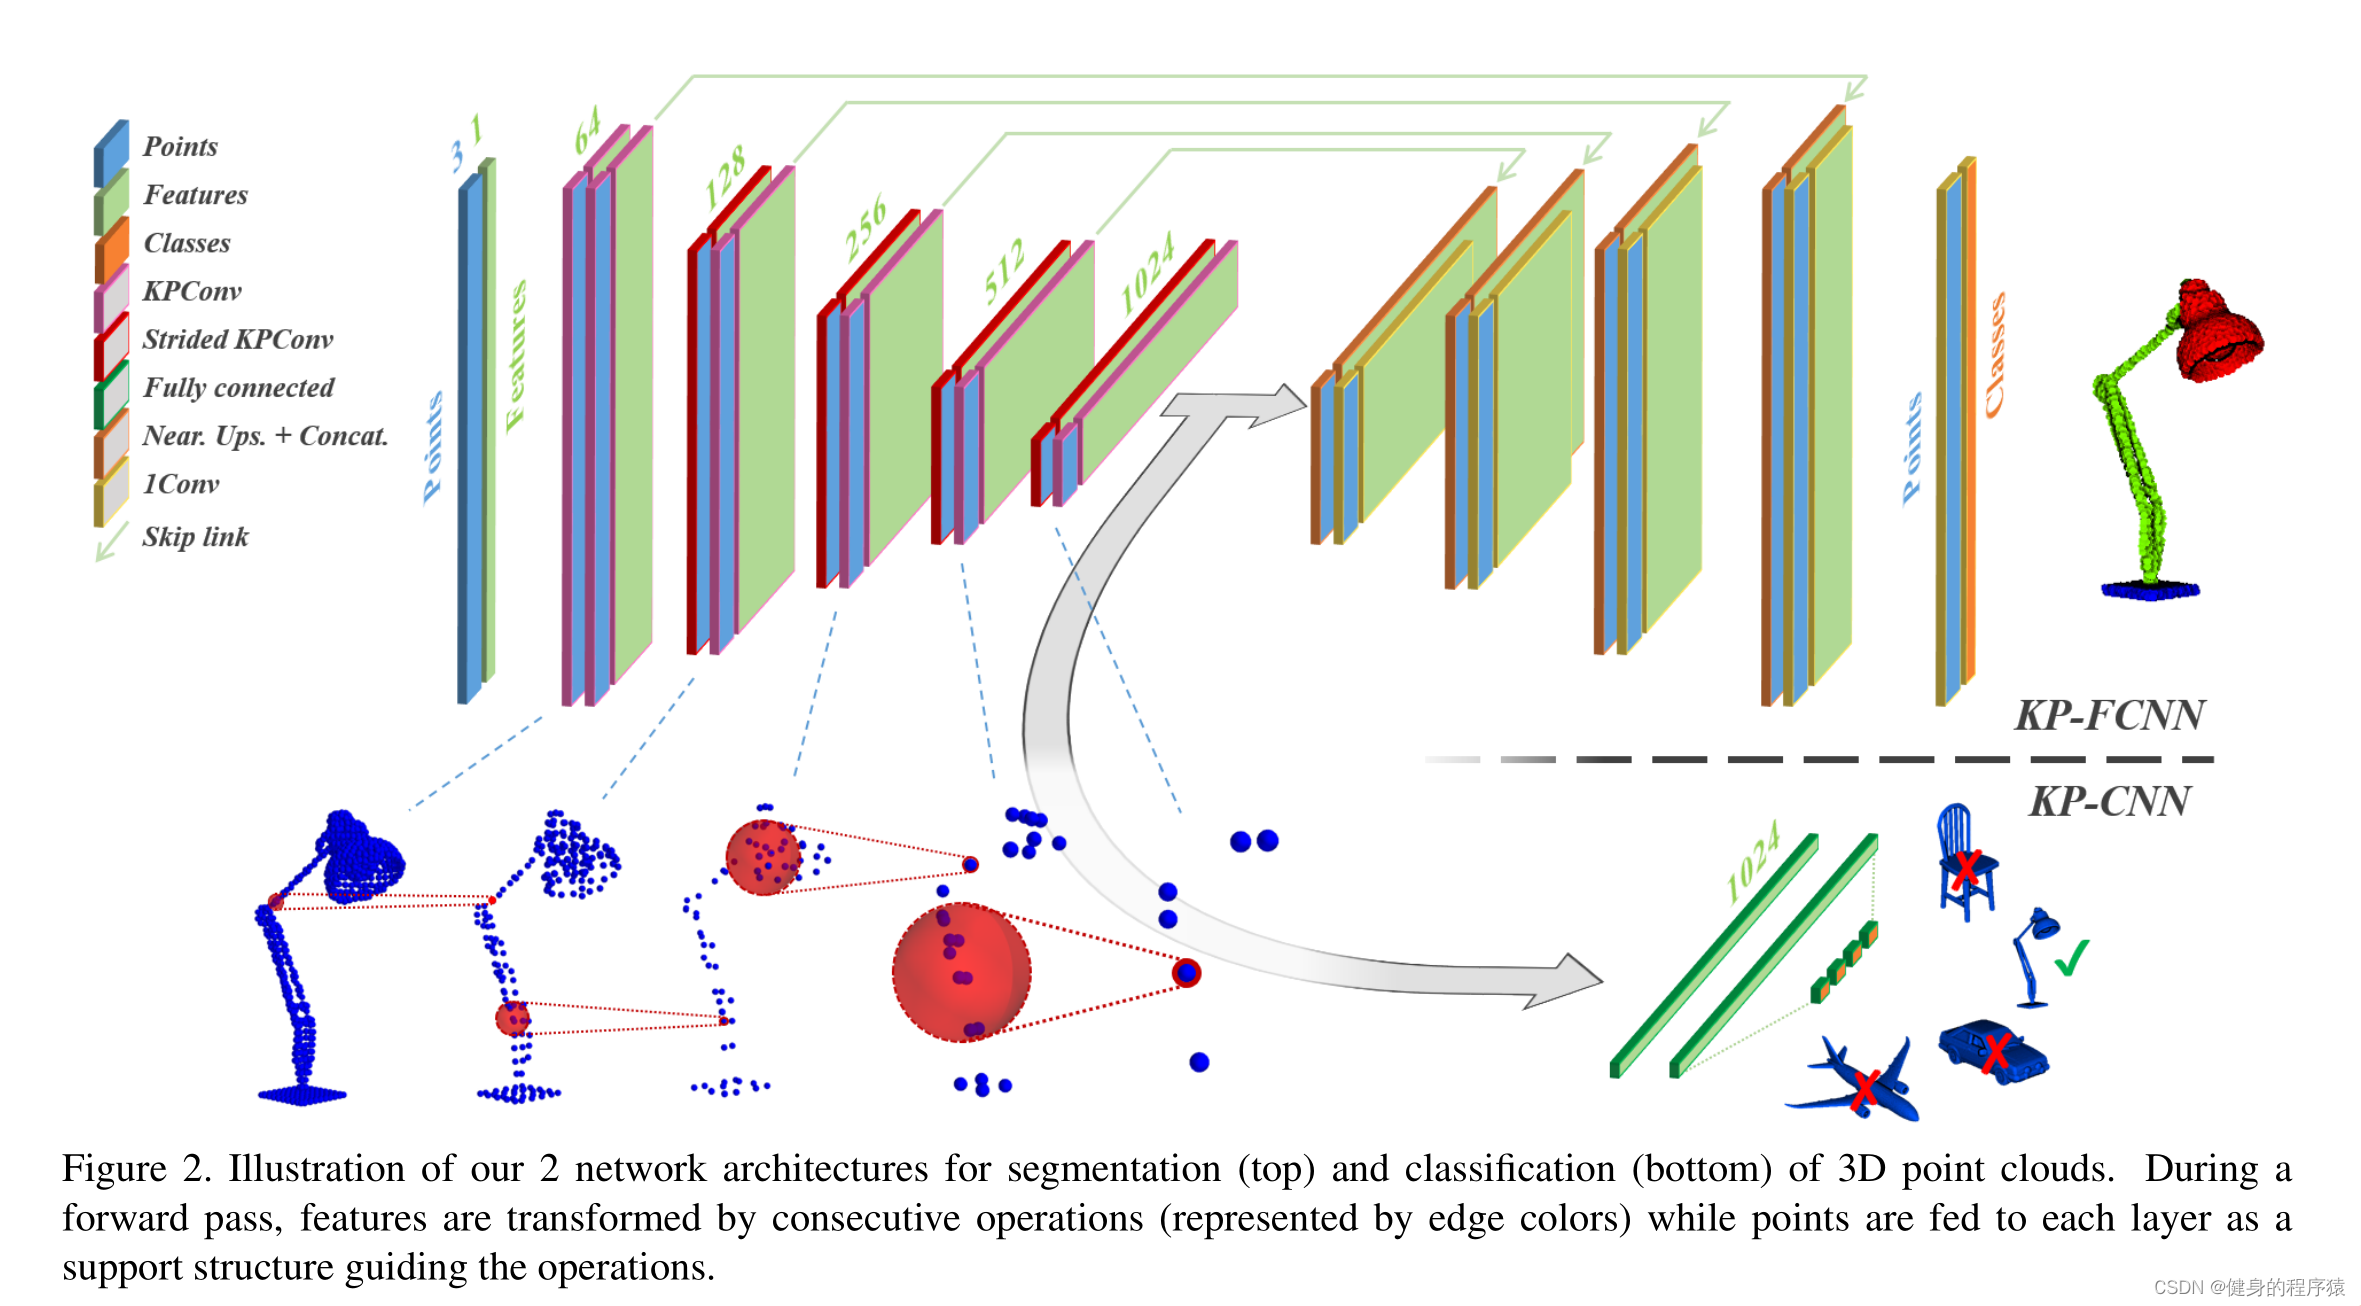 Points
Features
Classes
KPConv
Strided KPConv
Fully connected
Near. Ups. + Concat.
1Conv
Skip link
3 1
Points
Features
64
128
256
512
1024
Points
Classes
KP-FCNN
KP-CNN
1024
Figure 2. Illustration of our 2 network architectures for segmentation (top) and classification (bottom) of 3D point clouds. During a
forward pass, features are transformed by consecutive operations (represented by edge colors) while points are fed to each layer as a
support structure guiding the operations.
CSDN @健身的程序猿